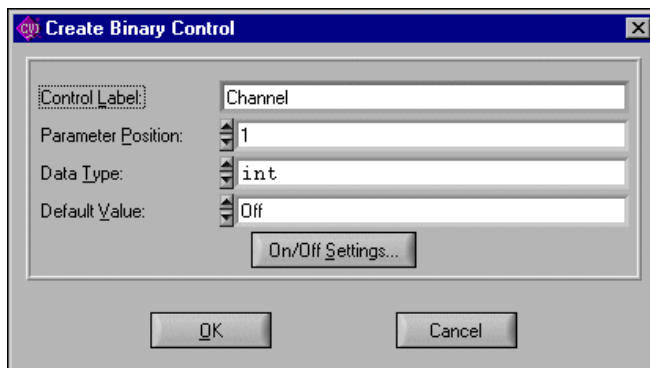 CVI Create Binary Control
Control Label: Channel
Parameter Position: 1
Data Type: int
Default Value: Off
On/Off Settings...
OK Cancel